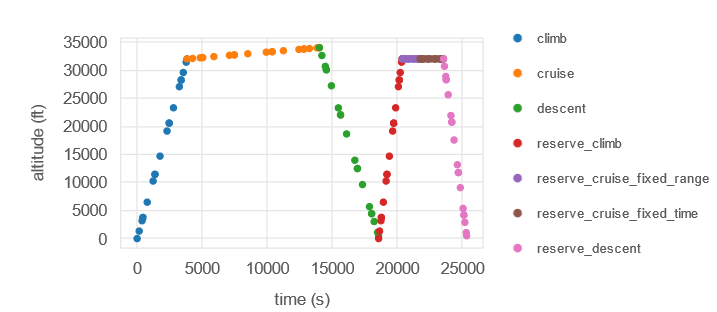 35000
30000
25000
20000
15000
10000
5000
0
altitude (ft)
0 5000 10000 15000 20000 25000
time (s)
climb
cruise
descent
reserve_climb
reserve_cruise_fixed_range
reserve_cruise_fixed_time
reserve_descent